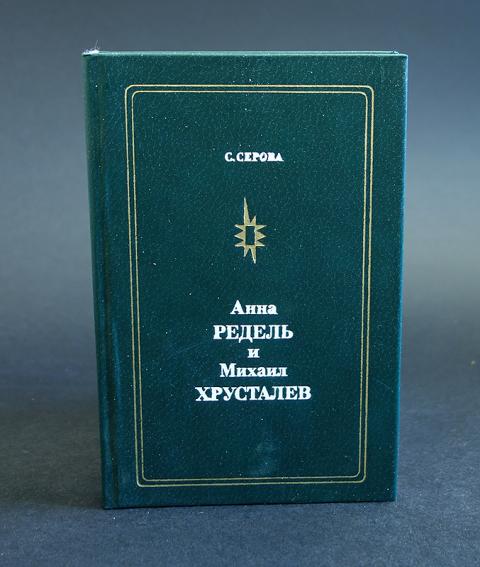 С. СЕРОВА
Анна
РЕДЕЛЬ
и
Михаил
ХРУСТАЛЕВ